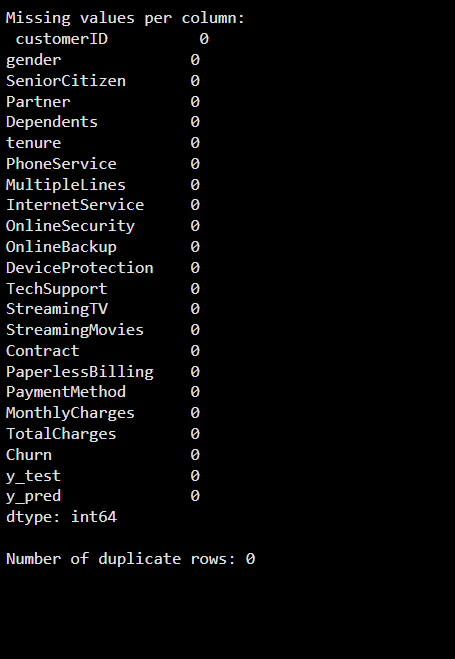 Missing values per column:
 customerID          0
gender              0
SeniorCitizen       0
Partner             0
Dependents          0
tenure              0
PhoneService        0
MultipleLines       0
InternetService     0
OnlineSecurity      0
OnlineBackup        0
DeviceProtection    0
TechSupport         0
StreamingTV         0
StreamingMovies     0
Contract            0
PaperlessBilling    0
PaymentMethod       0
MonthlyCharges      0
TotalCharges        0
Churn               0
y_test              0
y_pred              0
dtype: int64

Number of duplicate rows: 0